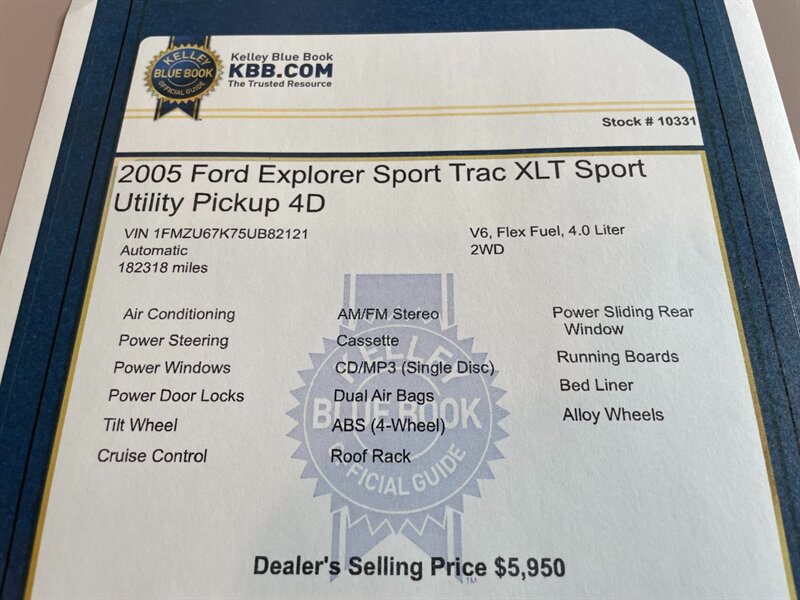 KELLEY
BLUE BOOK
OFFICIAL GUIDE
Kelley Blue Book
KBB.COM
The Trusted Resource
Stock # 10331
2005 Ford Explorer Sport Trac XLT Sport
Utility Pickup 4D
VIN 1FMZU67K75UB82121
Automatic
182318 miles
V6, Flex Fuel, 4.0 Liter
2WD
Air Conditioning
Power Steering
Power Windows
Power Door Locks
Tilt Wheel
Cruise Control
AM/FM Stereo
Cassette
CD/MP3 (Single Disc)
Dual Air Bags
ABS (4-Wheel)
Roof Rack
Power Sliding Rear
Window
Running Boards
Bed Liner
Alloy Wheels
KELLEY
BLUE BOOK
OFFICIAL GUIDE
Dealer's Selling Price $5,950
TM